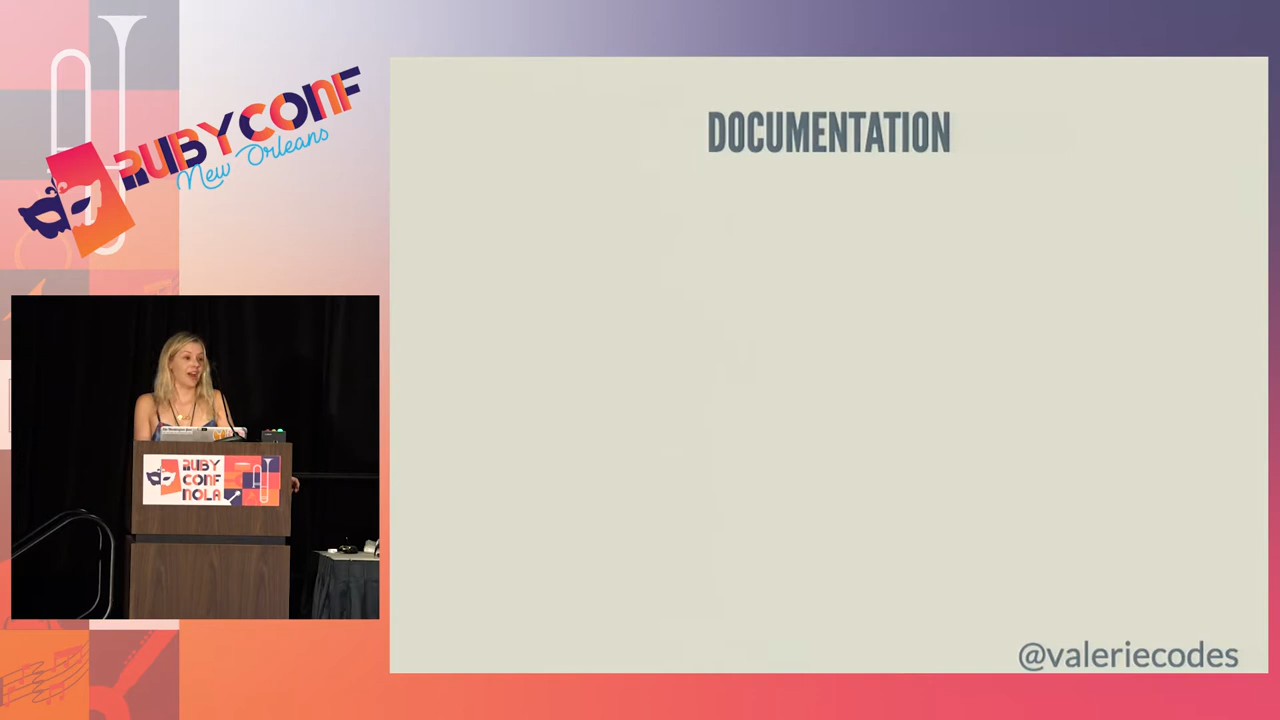 RUBYCONF
New Orleans
DOCUMENTATION
RUBY
CONF
NOLA
@valeriecodes